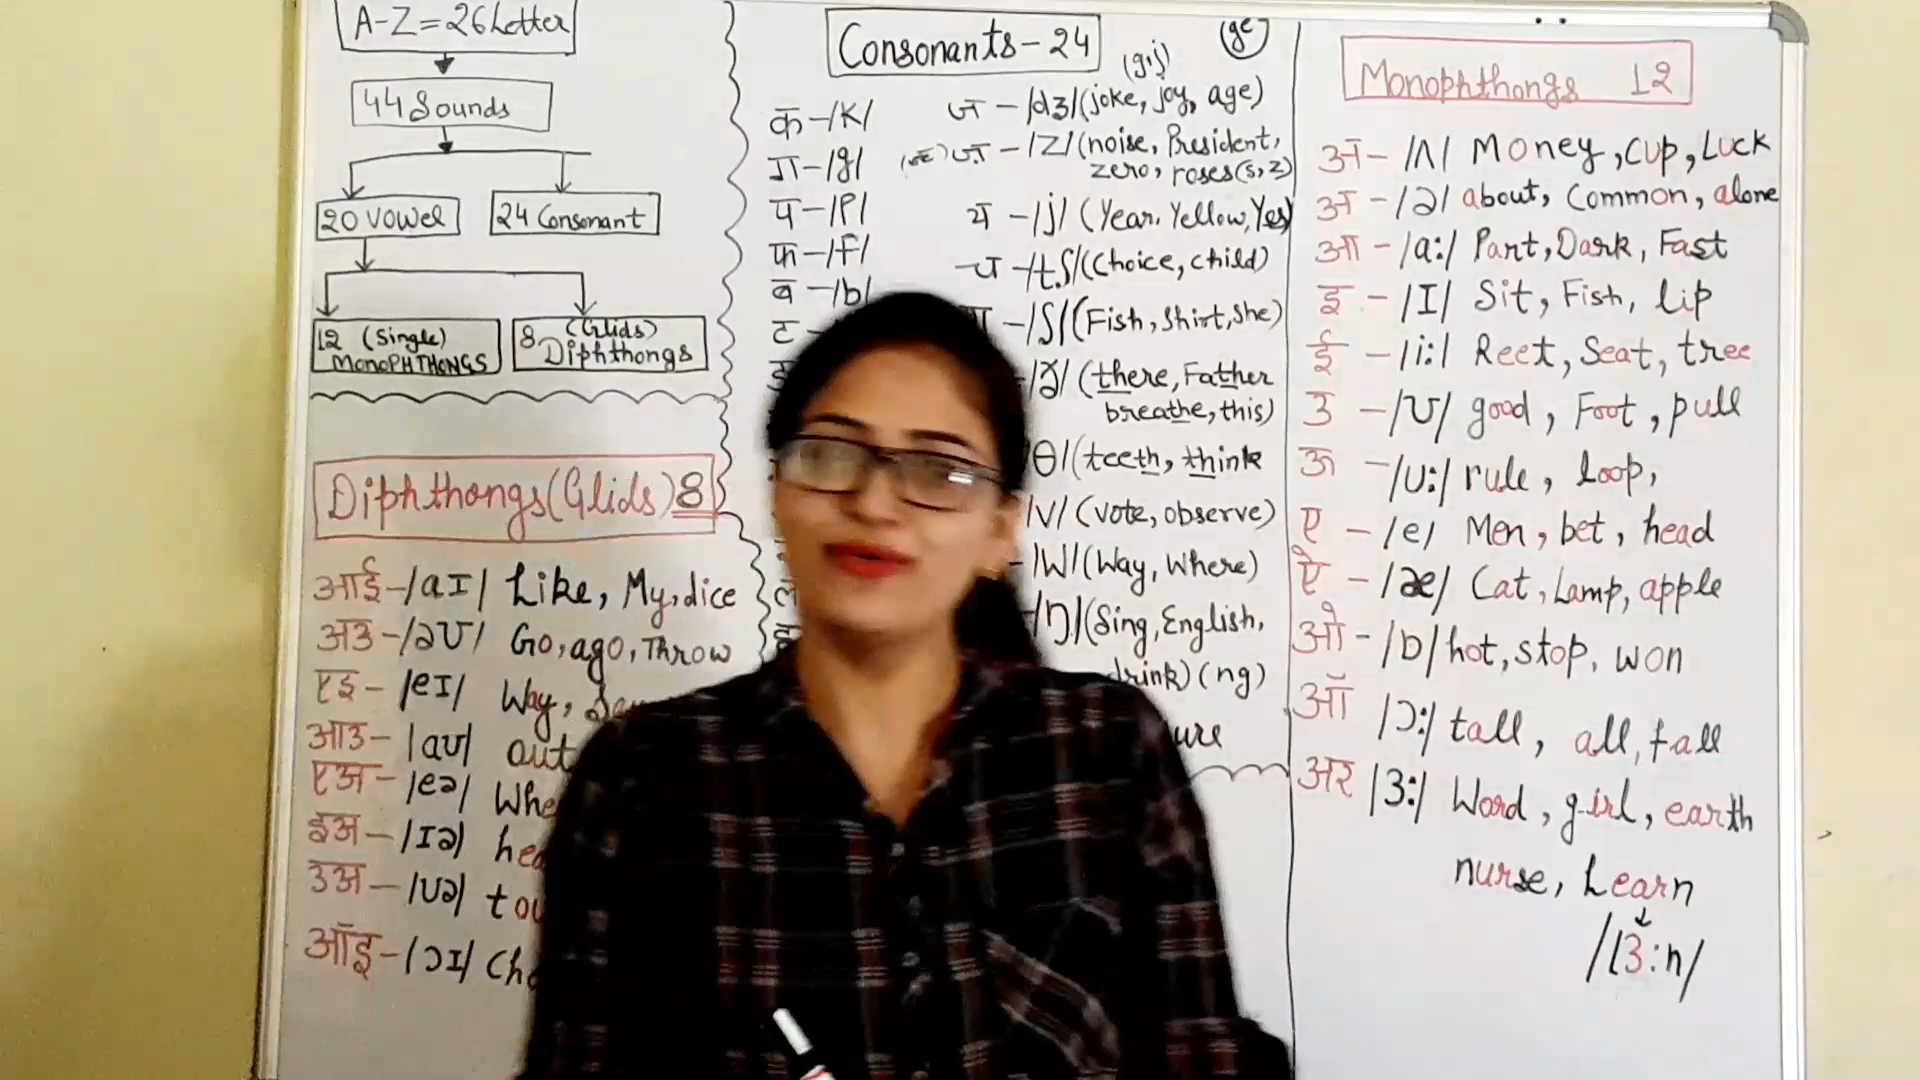 A-Z=26 Letter
44 Sounds
20 Vowel
24 Consonant
12 (Single)
MONOPHTHONGS
8 (Glids)
Diphthongs
Diphthongs(Glids)8
आई-/aɪ/ Like, My, dice
अउ-/əʊ/ Go, ago, Throw
एइ-/eɪ/ Way,
आउ-/aʊ/ out
एअ-/eə/
इअ-/ɪə/
उअ-/ʊə/
ऑइ-/ɔɪ/
Consonants-24
(g,j)
(ge)
क-/K/
ग-/g/
प-/P/
फ-/f/
ब-/b/
ट-
ज-/dʒ/(joke, joy, age)
ज़-/Z/(noise, President,
zero, roses(s,z)
य-/j/ (Year, Yellow, Yes)
च-/tʃ/(Choice, child)
-/ʃ/(Fish, Shirt, She)
(there, Father
breathe, this)
θ/(teeth, think
/V/(Vote, observe)
-/W/(Way, Where)
/ŋ/(Sing, English,
drink)(ng)
Monophthongs 12
अ-/ʌ/ Money, Cup, Luck
अ-/ə/ about, Common, alone
आ-/a:/ Part, Dark, Fast
इ-/I/ Sit, Fish, lip
ई-/i:/ Reet, Seat, tree
उ-/ʊ/ good, Foot, pull
ऊ-/ʊ:/ rule, loop,
ए-/e/ Men, bet, head
ऐ-/æ/ Cat, Lamp, apple
ओ-/ɒ/ hot, stop, won
ऑ /ɔ:/ tall, all, fall
अर /ɜ:/ Word, girl, earth
nurse, Learn
/lɜ:n/